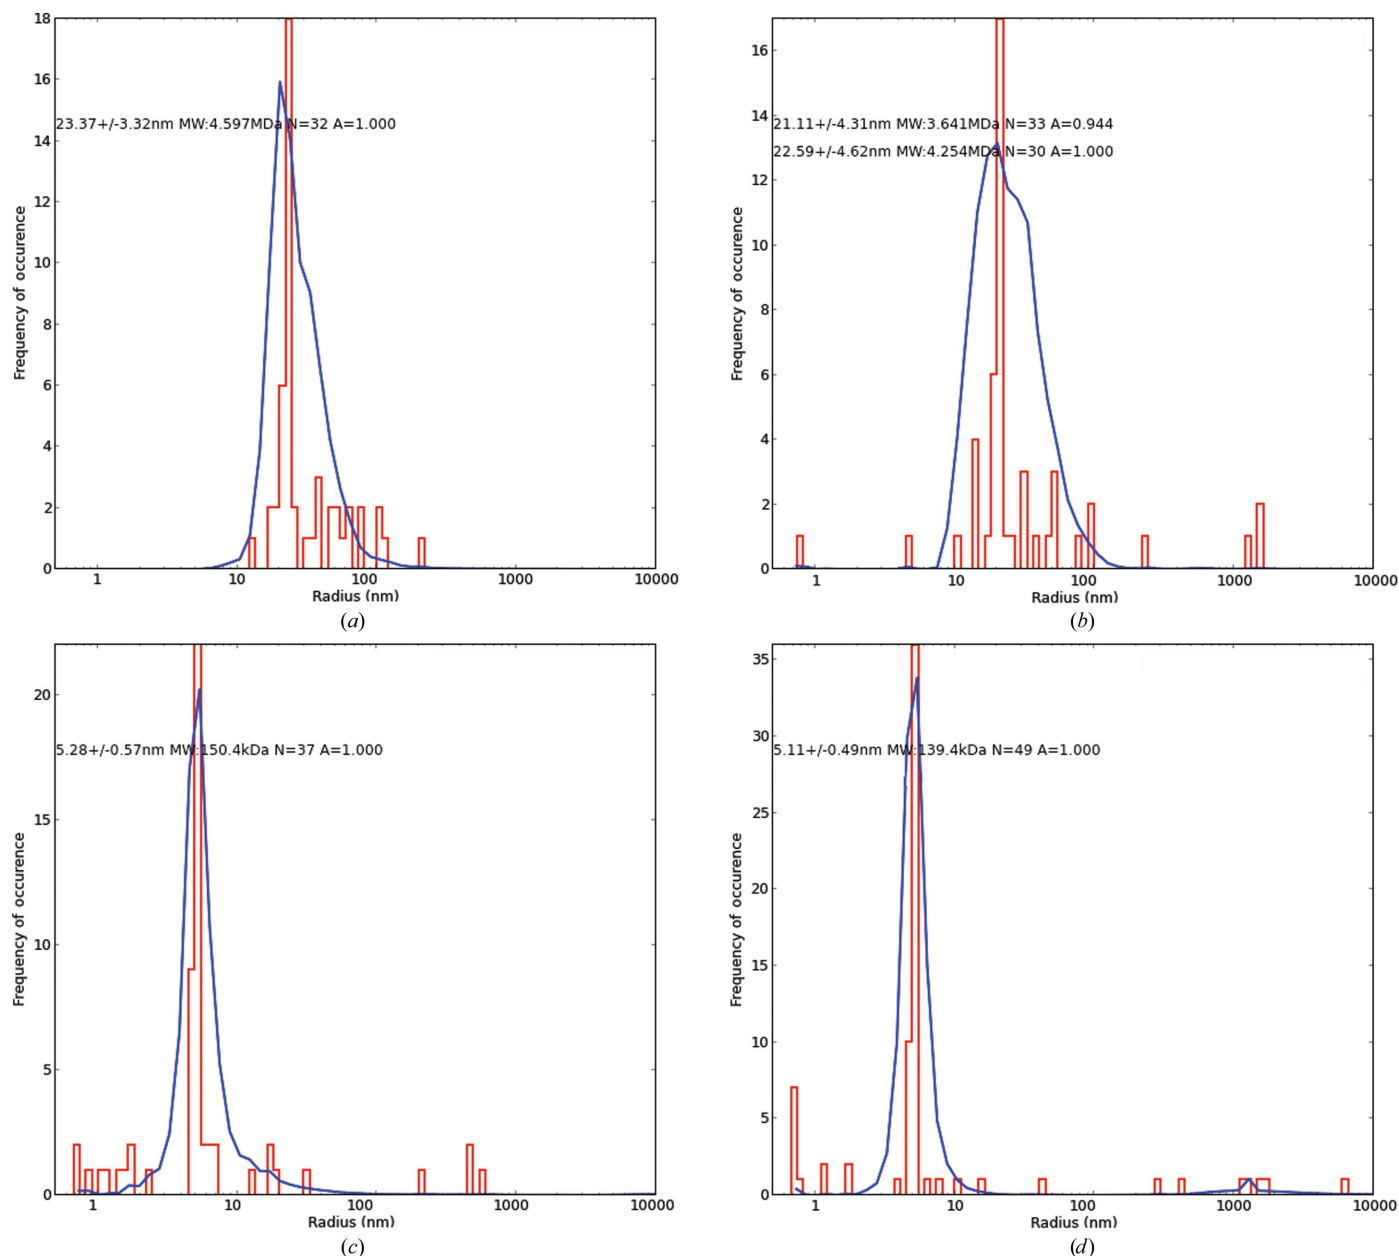 18
16
14
12
10
8
6
4
2
0
Frequency of occurence
23.37+/-3.32nm MW:4.597MDa N=32 A=1.000
1 10 100 1000 10000
Radius (nm)
(a)
16
14
12
10
8
6
4
2
0
Frequency of occurence
21.11+/-4.31nm MW:3.641MDa N=33 A=0.944
22.59+/-4.62nm MW:4.254MDa N=30 A=1.000
1 10 100 1000 10000
Radius (nm)
(b)
20
15
10
5
0
Frequency of occurence
5.28+/-0.57nm MW:150.4kDa N=37 A=1.000
1 10 100 1000 10000
Radius (nm)
(c)
35
30
25
20
15
10
5
0
Frequency of occurence
5.11+/-0.49nm MW:139.4kDa N=49 A=1.000
1 10 100 1000 10000
Radius (nm)
(d)